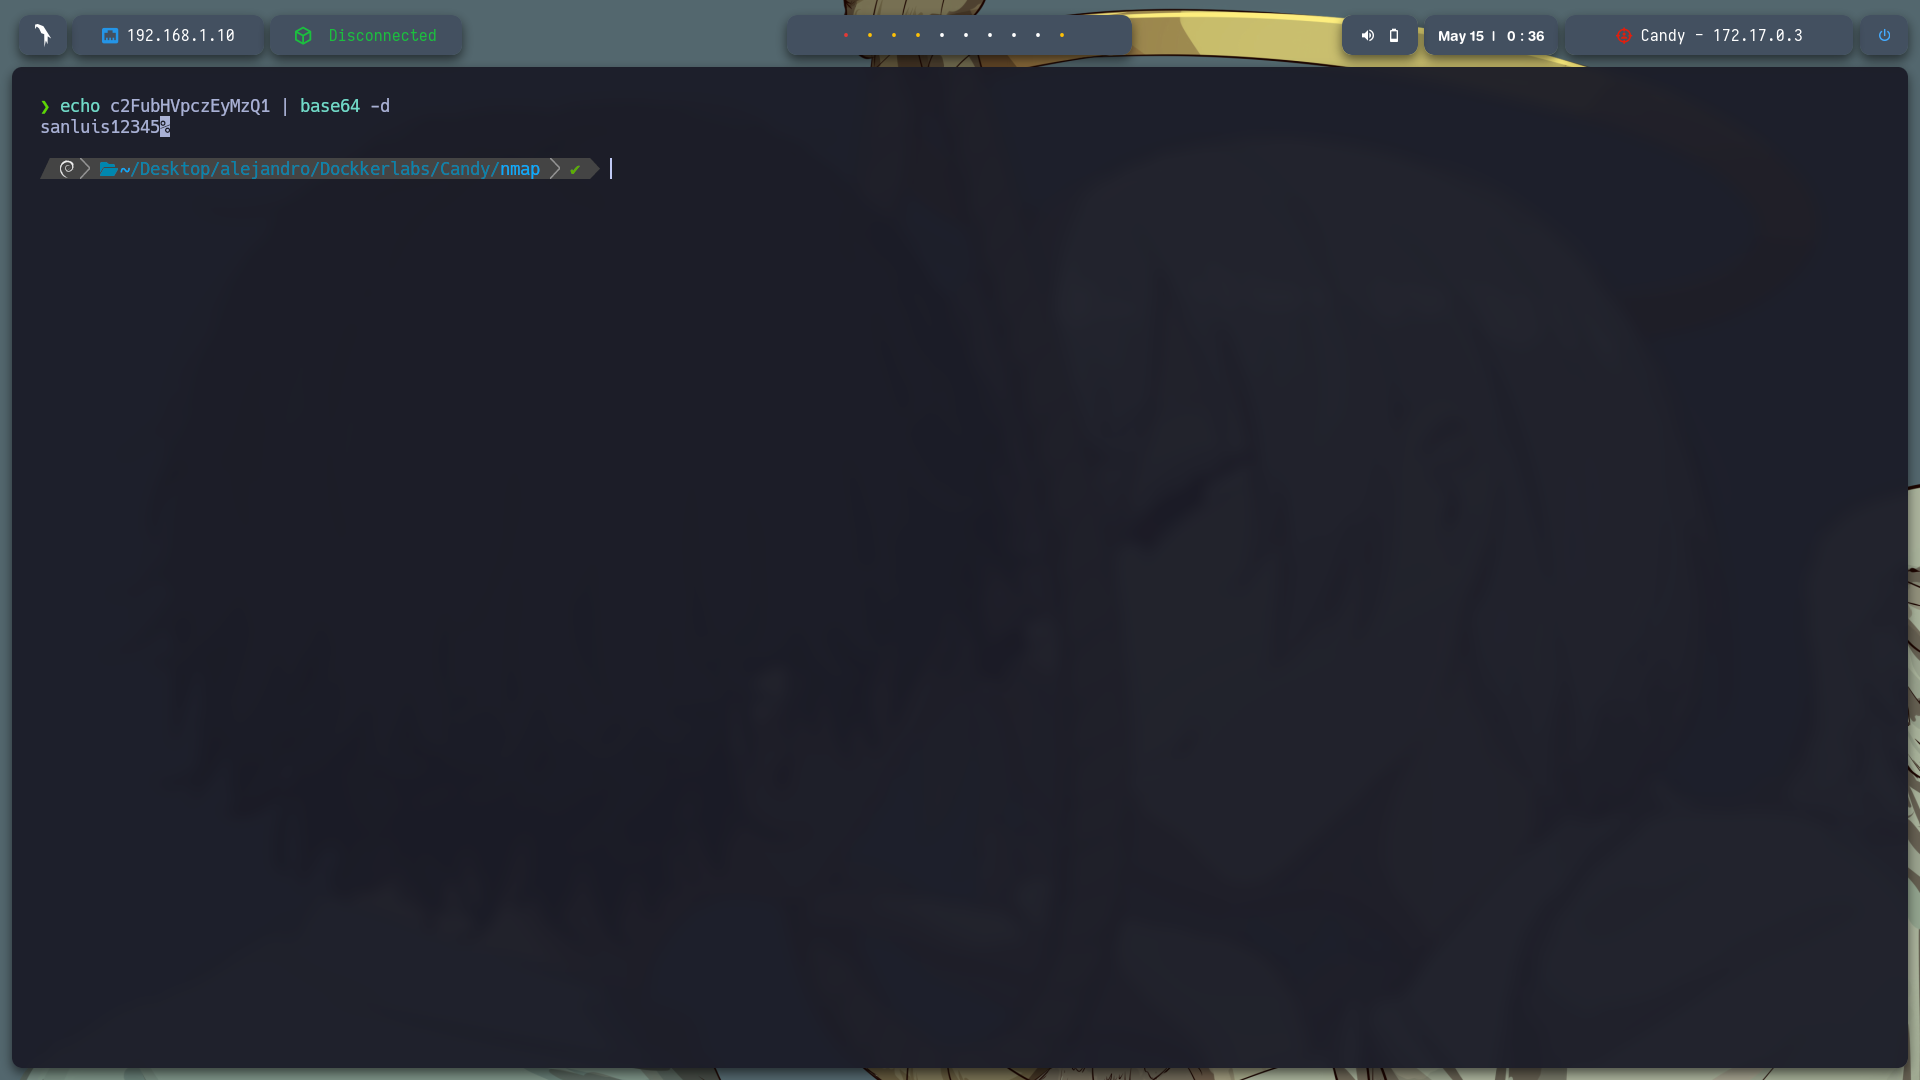 192.168.1.10 Disconnected May 15 | 0 : 36 Candy - 172.17.0.3
❯ echo c2FubHVpczEyMzQ1 | base64 -d
sanluis12345%
~/Desktop/alejandro/Dockkerlabs/Candy/nmap ✔